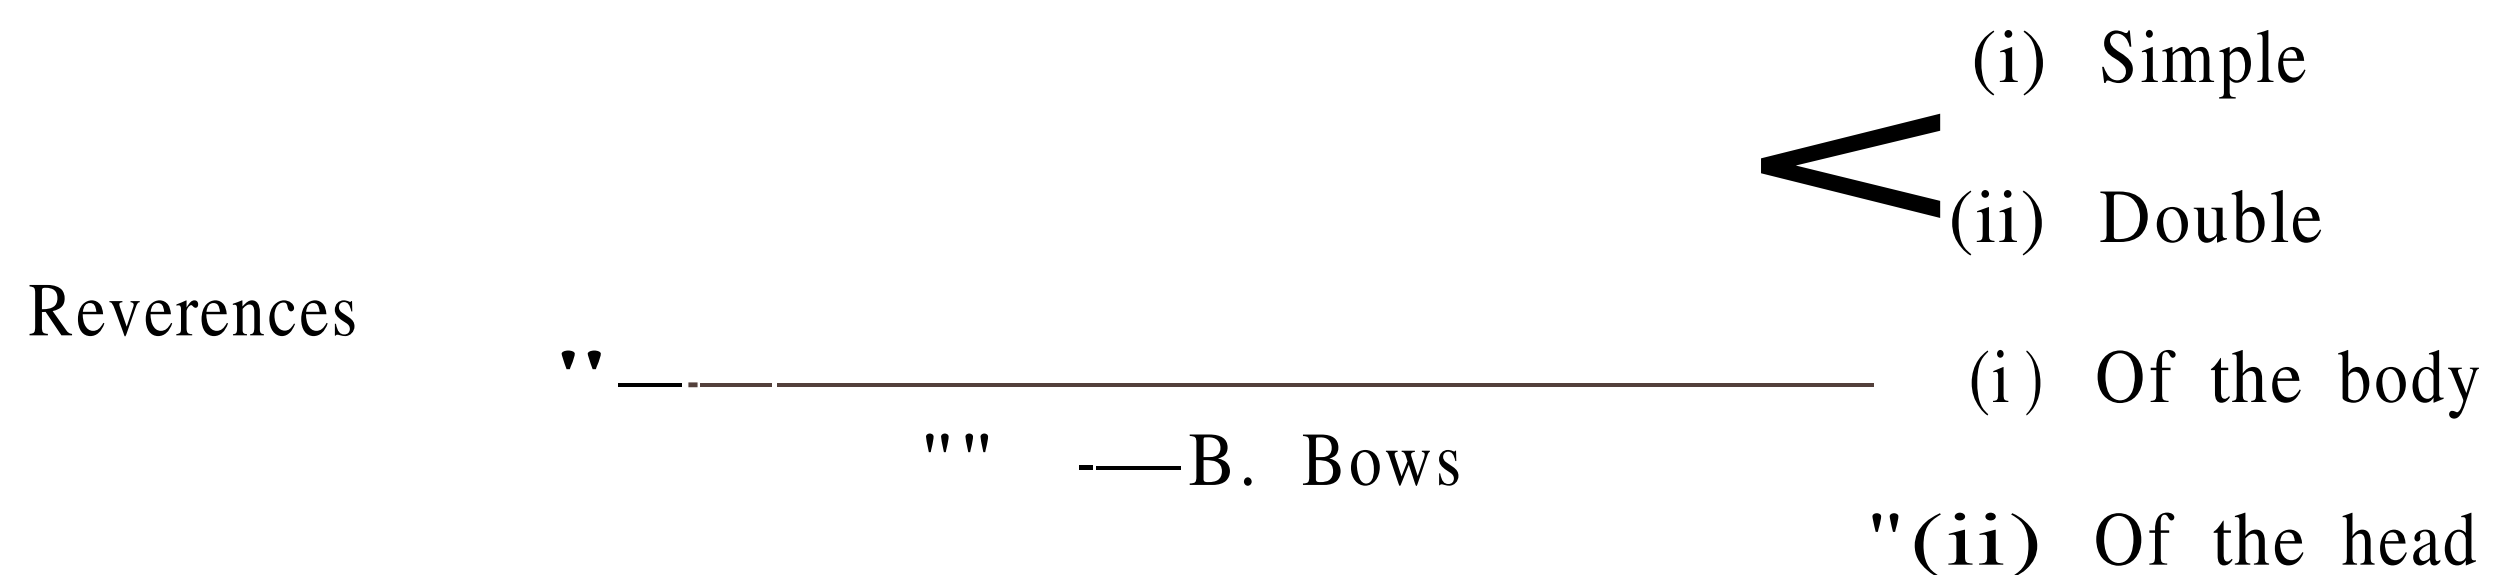 (i) Simple
(ii) Double
Reverences
(i) Of the body
B. Bows
(ii) Of the head